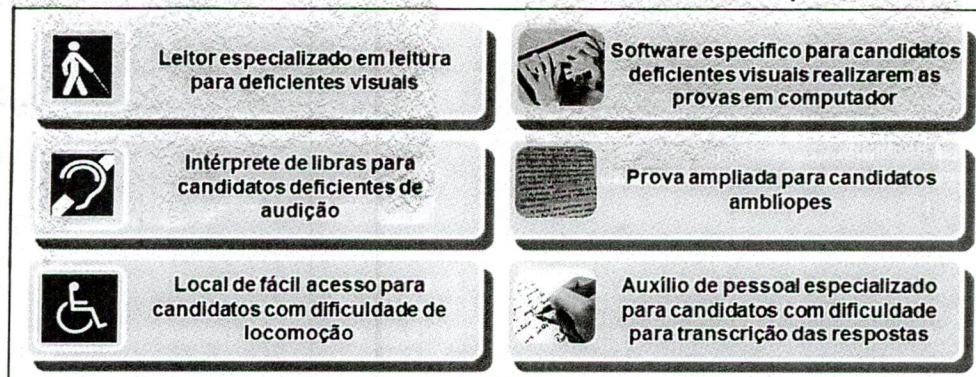 Leitor especializado em leitura
para deficientes visuais
Software específico para candidatos
deficientes visuais realizarem as
provas em computador
Intérprete de libras para
candidatos deficientes de
audição
Prova ampliada para candidatos
amblíopes
Local de fácil acesso para
candidatos com dificuldade de
locomoção
Auxílio de pessoal especializado
para candidatos com dificuldade
para transcrição das respostas